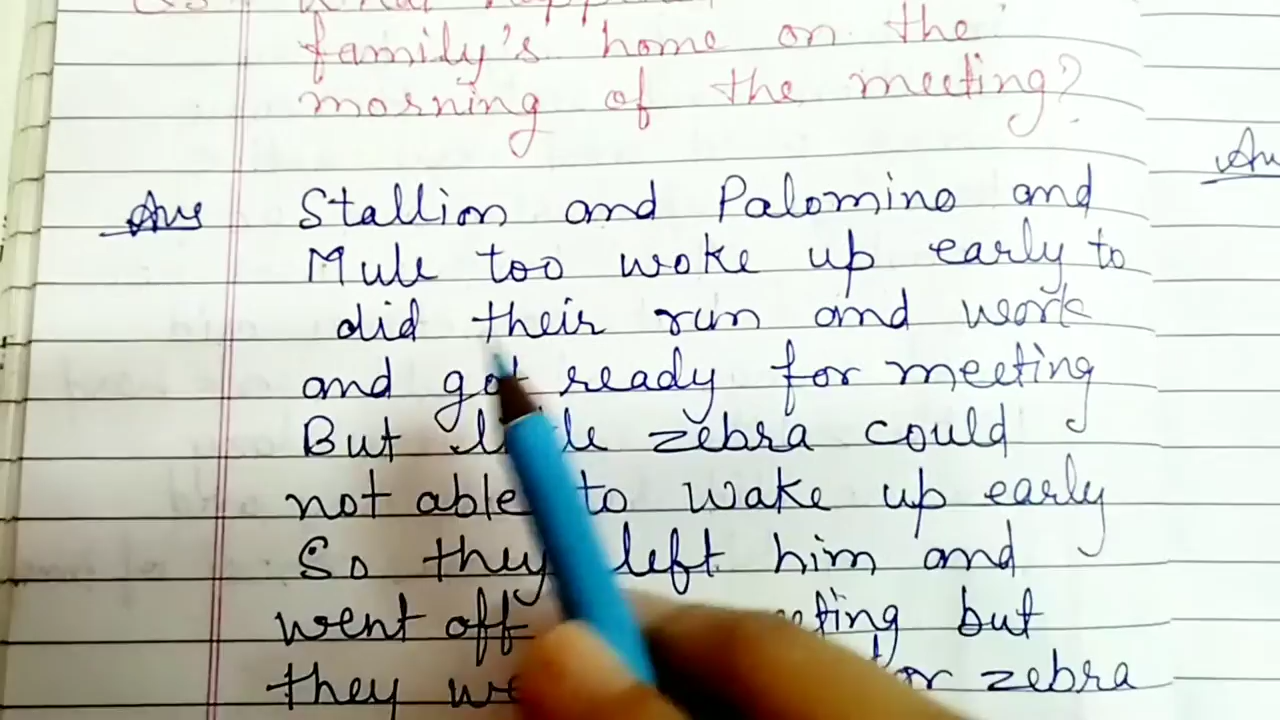 family's home on the
morning of the meeting?
Ans Stallion and Palomino and
Mule too woke up early to
did their run and work
and got ready for meeting
But little zebra could
not able to wake up early
So they left him and
went off meeting but
they zebra